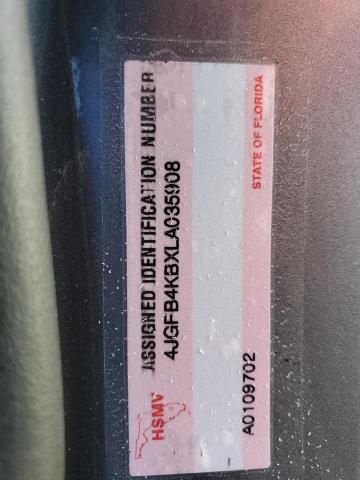 ASSIGNED IDENTIFICATION NUMBER
4JGFB4KBXLA035908
HSMV
A0109702
STATE OF FLORIDA